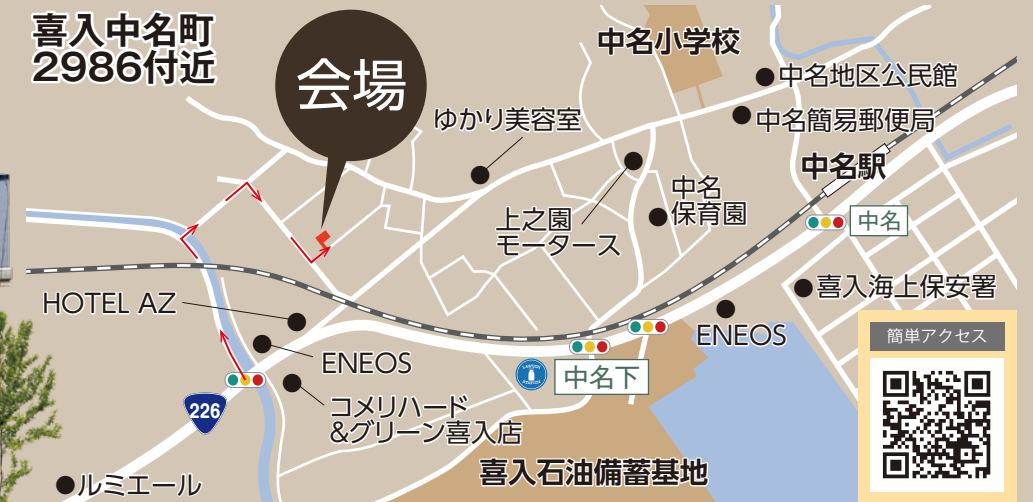 喜入中名町
2986付近
会場
中名小学校
中名地区公民館
ゆかり美容室
中名簡易郵便局
中名駅
中名
保育園
上之園
モータース
中名
喜入海上保安署
HOTEL AZ
ENEOS
ENEOS
簡単アクセス
中名下
226
コメリハード
&グリーン喜入店
喜入石油備蓄基地
ルミエール